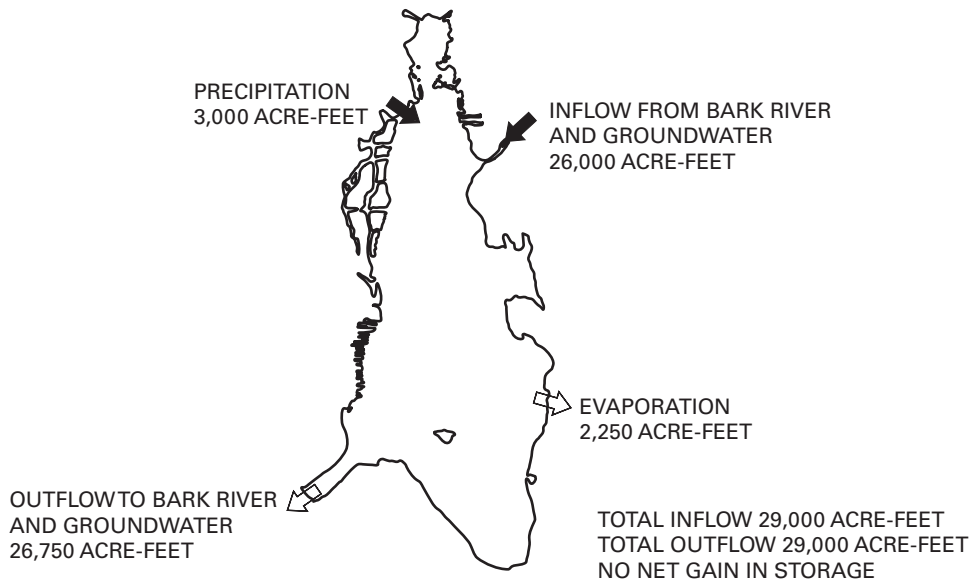 PRECIPITATION
3,000 ACRE-FEET
INFLOW FROM BARK RIVER
AND GROUNDWATER
26,000 ACRE-FEET
EVAPORATION
2,250 ACRE-FEET
OUTFLOW TO BARK RIVER
AND GROUNDWATER
26,750 ACRE-FEET
TOTAL INFLOW 29,000 ACRE-FEET
TOTAL OUTFLOW 29,000 ACRE-FEET
NO NET GAIN IN STORAGE